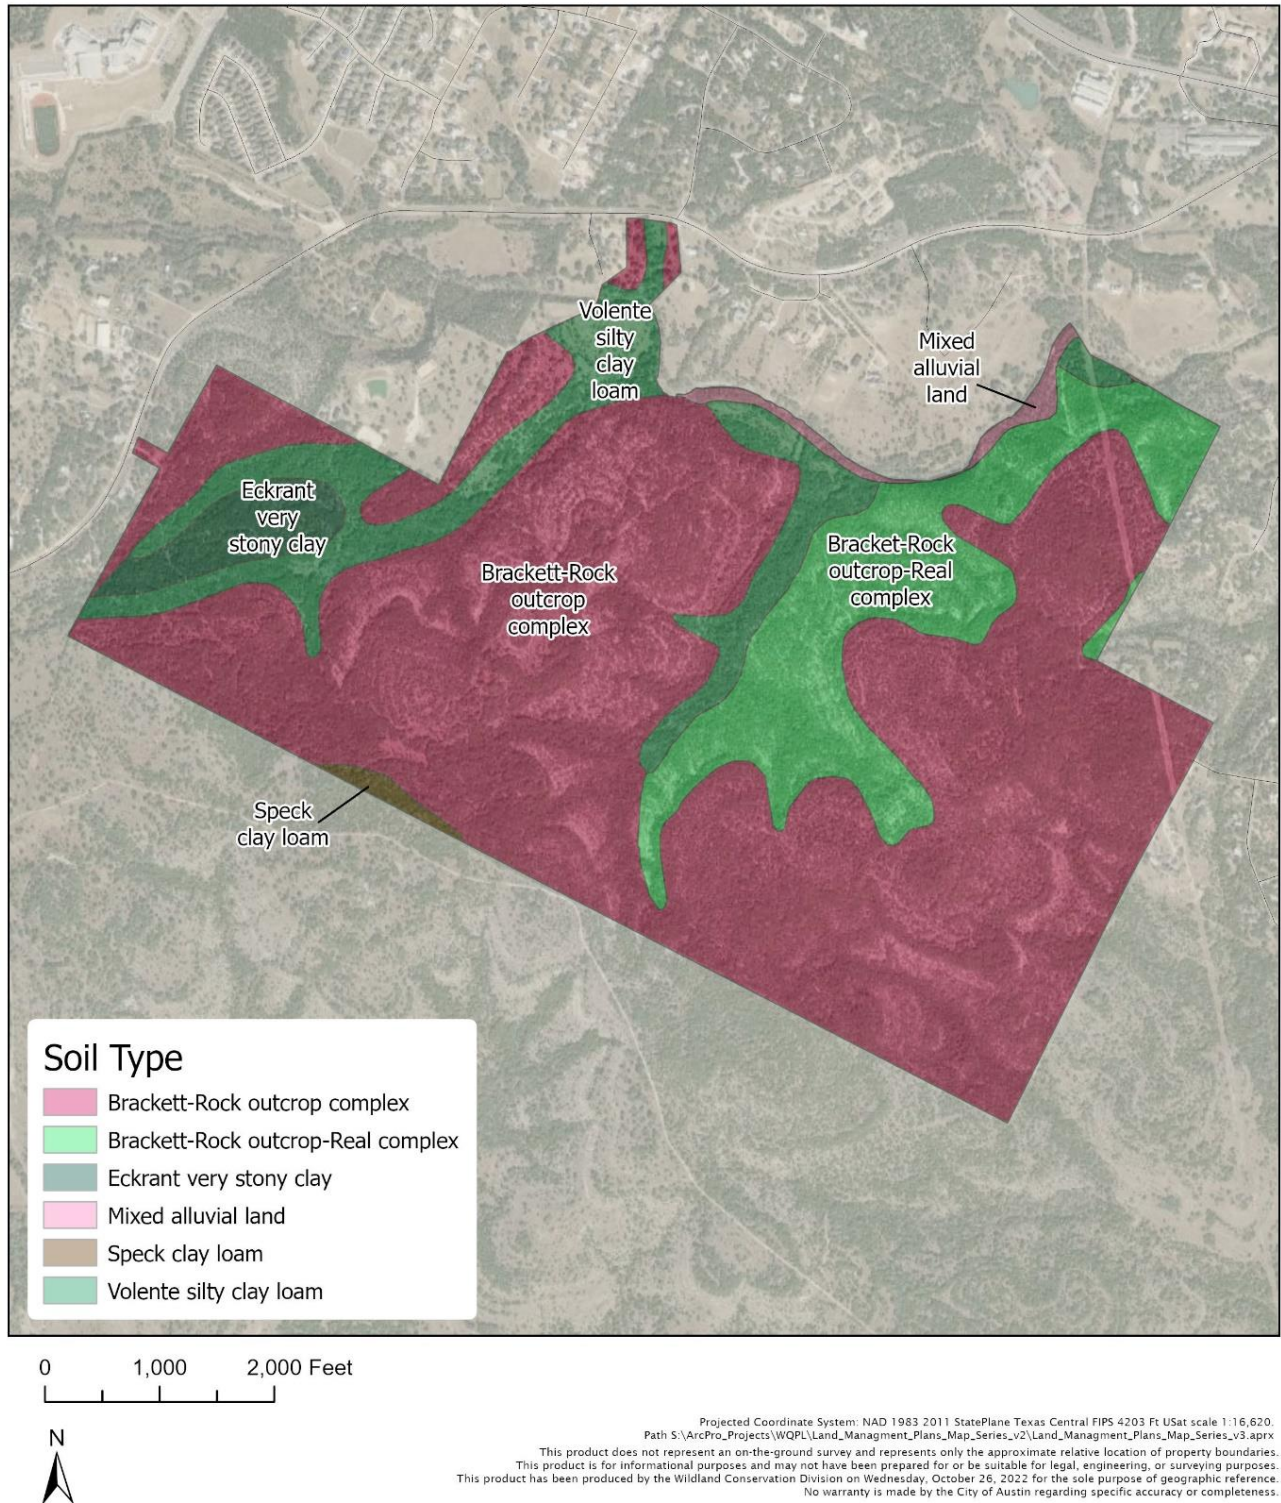 Volente
silty
clay
loam
Mixed
alluvial
land
Eckrant
very
stony clay
Brackett-Rock
outcrop
complex
Bracket-Rock
outcrop-Real
complex
Speck
clay loam
Soil Type
Brackett-Rock outcrop complex
Brackett-Rock outcrop-Real complex
Eckrant very stony clay
Mixed alluvial land
Speck clay loam
Volente silty clay loam
0 1,000 2,000 Feet
N
Projected Coordinate System: NAD 1983 2011 StatePlane Texas Central FIPS 4203 Ft USat scale 1:16,620.
Path S:\ArcPro_Projects\WQPL\Land_Managment_Plans_Map_Series_v2\Land_Managment_Plans_Map_Series_v3.aprx
This product does not represent an on-the-ground survey and represents only the approximate relative location of property boundaries.
This product is for informational purposes and may not have been prepared for or be suitable for legal, engineering, or surveying purposes.
This product has been produced by the Wildland Conservation Division on Wednesday, October 26, 2022 for the sole purpose of geographic reference.
No warranty is made by the City of Austin regarding specific accuracy or completeness.